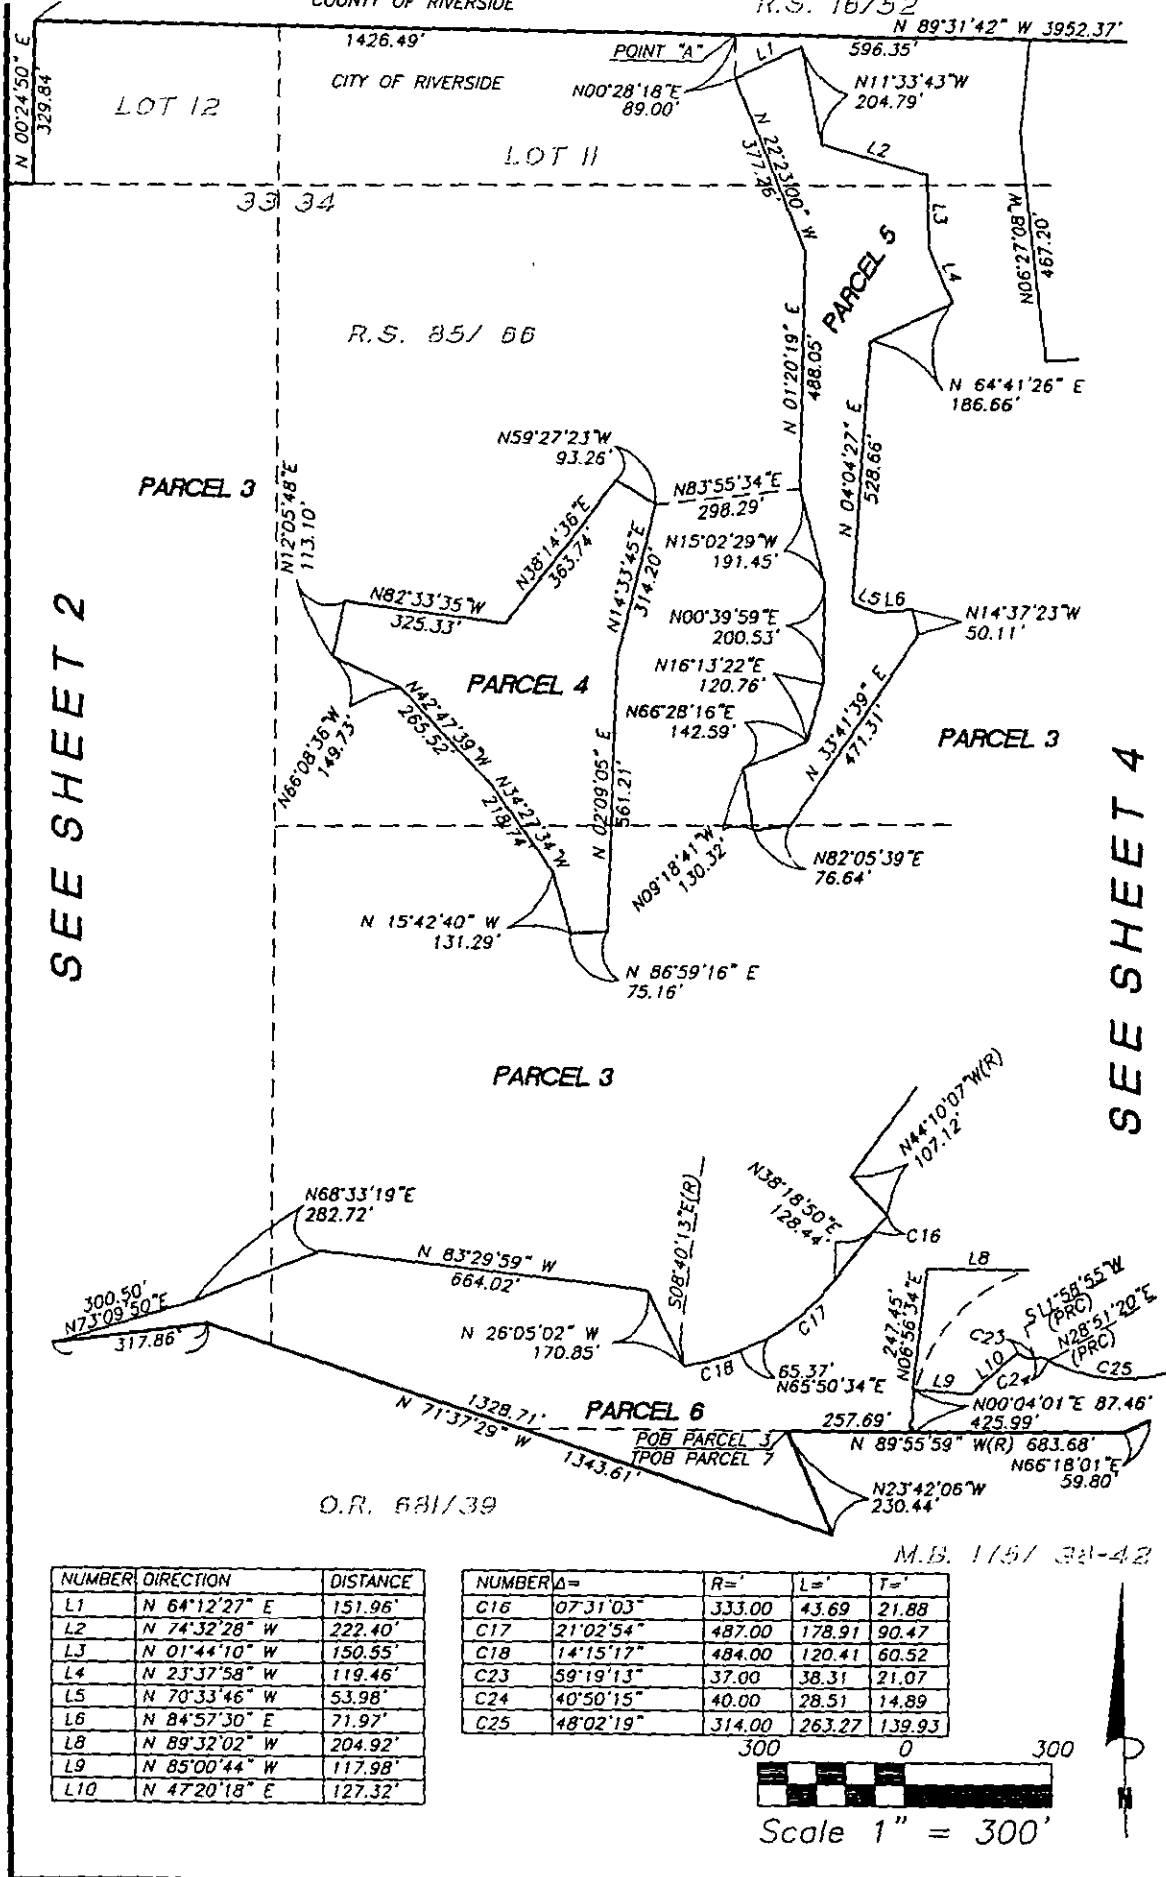 COUNTY OF RIVERSIDE
R.S. 16/52
N 89°31'42" W 3952.37'
1426.49'
POINT "A"
L1
596.35'
N 00°24'50" E
329.84'
LOT 12
CITY OF RIVERSIDE
N00°28'18"E
89.00'
N11°33'43"W
204.79'
LOT 11
N 22°23'00" W
377.26'
L2
33 34
L3
L4
N06°27'08"W
467.20'
PARCEL 5
R.S. 85/ 66
N 01°20'19" E
488.05'
N 64°41'26" E
186.66'
N 04°04'27" E
528.66'
N59°27'23"W
93.26'
PARCEL 3
N12°05'48"E
113.10'
N83°55'34"E
298.29'
N38°14'36"E
363.74'
N15°02'29"W
191.45'
N14°33'45"E
314.20'
N82°33'35"W
325.33'
L5 L6
N00°39'59"E
200.53'
N14°37'23"W
50.11'
SEE SHEET 2
N16°13'22"E
120.76'
PARCEL 4
N42°47'39"W
265.52'
N66°28'16"E
142.59'
N 33°41'39" E
471.31'
PARCEL 3
N66°08'36"W
149.73'
N 02°09'05" E
561.21'
N34°27'34"W
218.74'
N09°18'41"W
130.32'
N82°05'39"E
76.64'
SEE SHEET 4
N 15°42'40" W
131.29'
N 86°59'16" E
75.16'
PARCEL 3
N44°10'07"W(R)
107.12'
N38°18'50"E
128.44'
S08°40'13"E(R)
N68°33'19"E
282.72'
C16
N 83°29'59" W
664.02'
L8
300.50'
N73°09'50"E
317.86'
247.45'
N06°56'34"E
S11°58'55"W
(PRC)
N28°51'20"E
(PRC)
C17
N 26°05'02" W
170.85'
C23
L10
C24
C25
C18
65.37'
N65°50'34"E
L9
N00°04'01"E 87.46'
425.99'
1328.71'
N 71°37'29" W
1343.61'
PARCEL 6
257.69'
POB PARCEL 3
TPOB PARCEL 7
N 89°55'59" W(R) 683.68'
N66°18'01"E
59.80'
N23°42'06"W
230.44'
O.R. 681/39
M.B. 175/ 38-42
NUMBER DIRECTION DISTANCE
L1 N 64°12'27" E 151.96'
L2 N 74°32'28" W 222.40'
L3 N 01°44'10" W 150.55'
L4 N 23°37'58" W 119.46'
L5 N 70°33'46" W 53.98'
L6 N 84°57'30" E 71.97'
L8 N 89°32'02" W 204.92'
L9 N 85°00'44" W 117.98'
L10 N 47°20'18" E 127.32'
NUMBER Δ= R=' L=' T='
C16 07°31'03" 333.00 43.69 21.88
C17 21°02'54" 487.00 178.91 90.47
C18 14°15'17" 484.00 120.41 60.52
C23 59°19'13" 37.00 38.31 21.07
C24 40°50'15" 40.00 28.51 14.89
C25 48°02'19" 314.00 263.27 139.93
300 0 300
Scale 1" = 300'
N